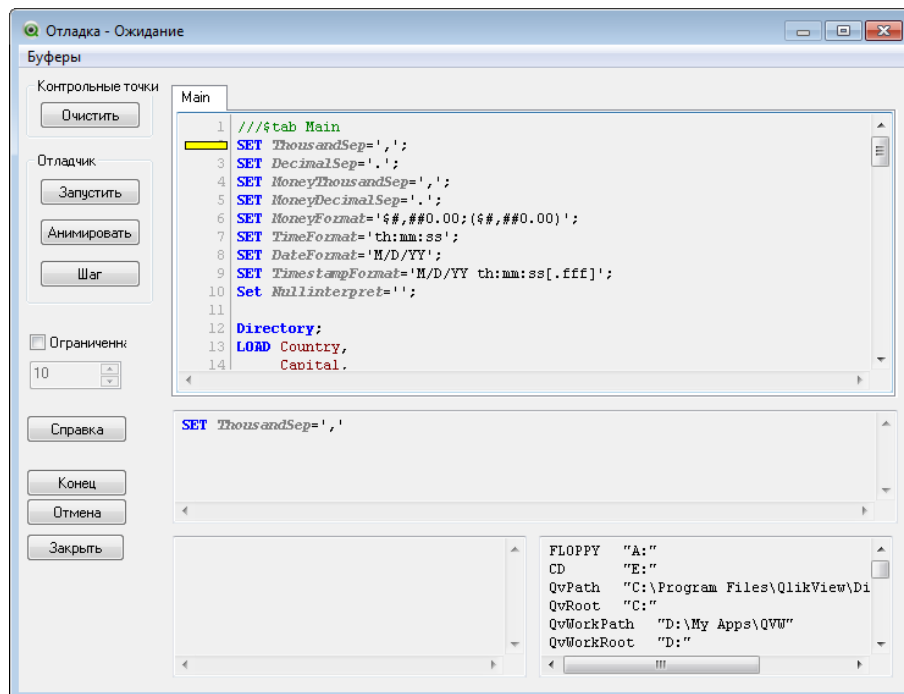 Отладка - Ожидание
Буферы
Контрольные точки
Очистить
Отладчик
Запустить
Анимировать
Шаг
Ограниченна
10
Справка
Конец
Отмена
Закрыть
Main
1 ///$tab Main
SET ThousandSep=',';
3 SET DecimalSep='.';
4 SET MoneyThousandSep=',';
5 SET MoneyDecimalSep='.';
6 SET MoneyFormat='$#,##0.00;($#,##0.00)';
7 SET TimeFormat='th:mm:ss';
8 SET DateFormat='M/D/YY';
9 SET TimestampFormat='M/D/YY th:mm:ss[.fff]';
10 Set Nullinterpret='';
11
12 Directory;
13 LOAD Country,
14 Capital,
SET ThousandSep=','
FLOPPY "A:"
CD "E:"
QvPath "C:\Program Files\QlikView\Di
QvRoot "C:"
QvWorkPath "D:\My Apps\QVW"
QvWorkRoot "D:"